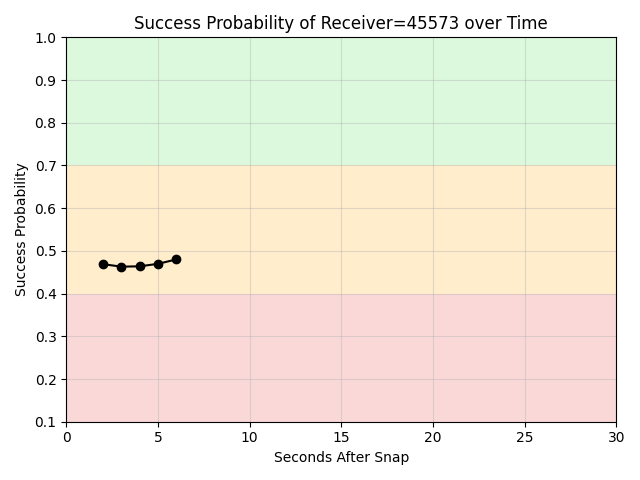 Success Probability of Receiver=45573 over Time
1.0
0.9
0.8
0.7
0.6
0.5
0.4
0.3
0.2
0.1
Success Probability
0 5 10 15 20 25 30
Seconds After Snap